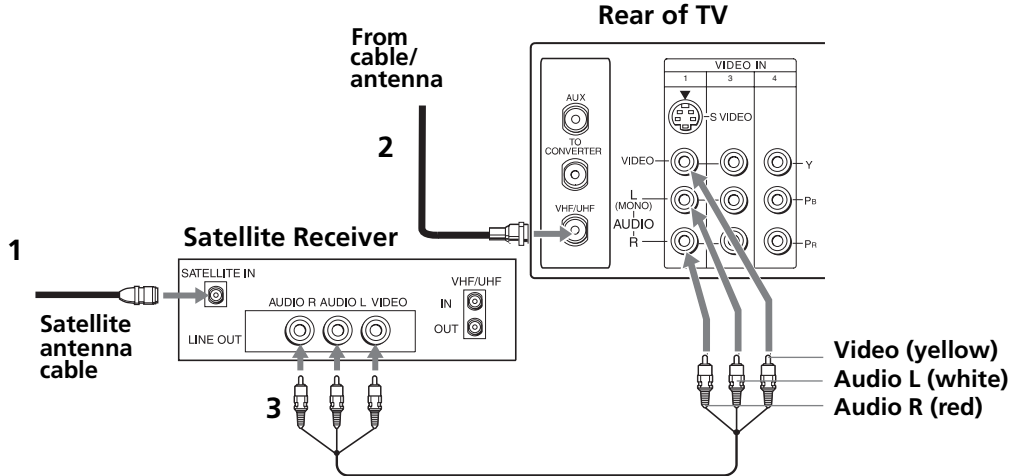 Rear of TV
From
cable/
antenna
2
VIDEO IN
1 3 4
AUX
S VIDEO
TO
CONVERTER
VIDEO
Y
L
(MONO)
PB
VHF/UHF
AUDIO
R
PR
1
Satellite Receiver
SATELLITE IN
VHF/UHF
AUDIO R AUDIO L VIDEO
IN
OUT
LINE OUT
Satellite
antenna
cable
3
Video (yellow)
Audio L (white)
Audio R (red)